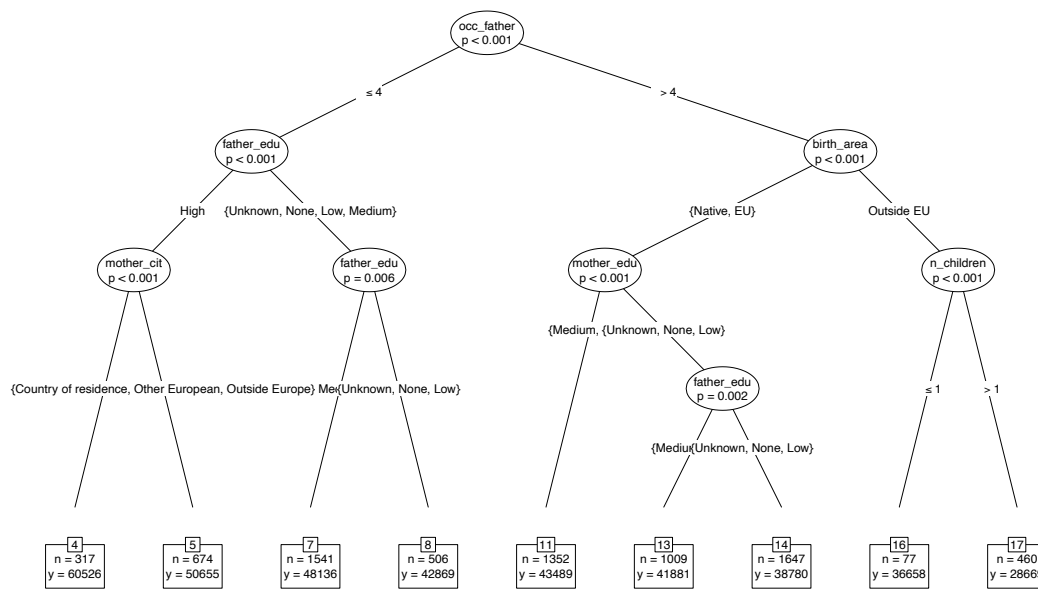 occ_father
p < 0.001
≤ 4
> 4
father_edu
p < 0.001
birth_area
p < 0.001
High
{Unknown, None, Low, Medium}
{Native, EU}
Outside EU
mother_cit
p < 0.001
father_edu
p = 0.006
mother_edu
p < 0.001
n_children
p < 0.001
{Medium, {Unknown, None, Low}
father_edu
p = 0.002
{Country of residence, Other European, Outside Europe}
{Unknown, None, Low}
≤ 1
> 1
{Unknown, None, Low}
4
n = 317
y = 60526
5
n = 674
y = 50655
7
n = 1541
y = 48136
8
n = 506
y = 42869
11
n = 1352
y = 43489
13
n = 1009
y = 41881
14
n = 1647
y = 38780
16
n = 77
y = 36658
17
n = 460
y = 2866